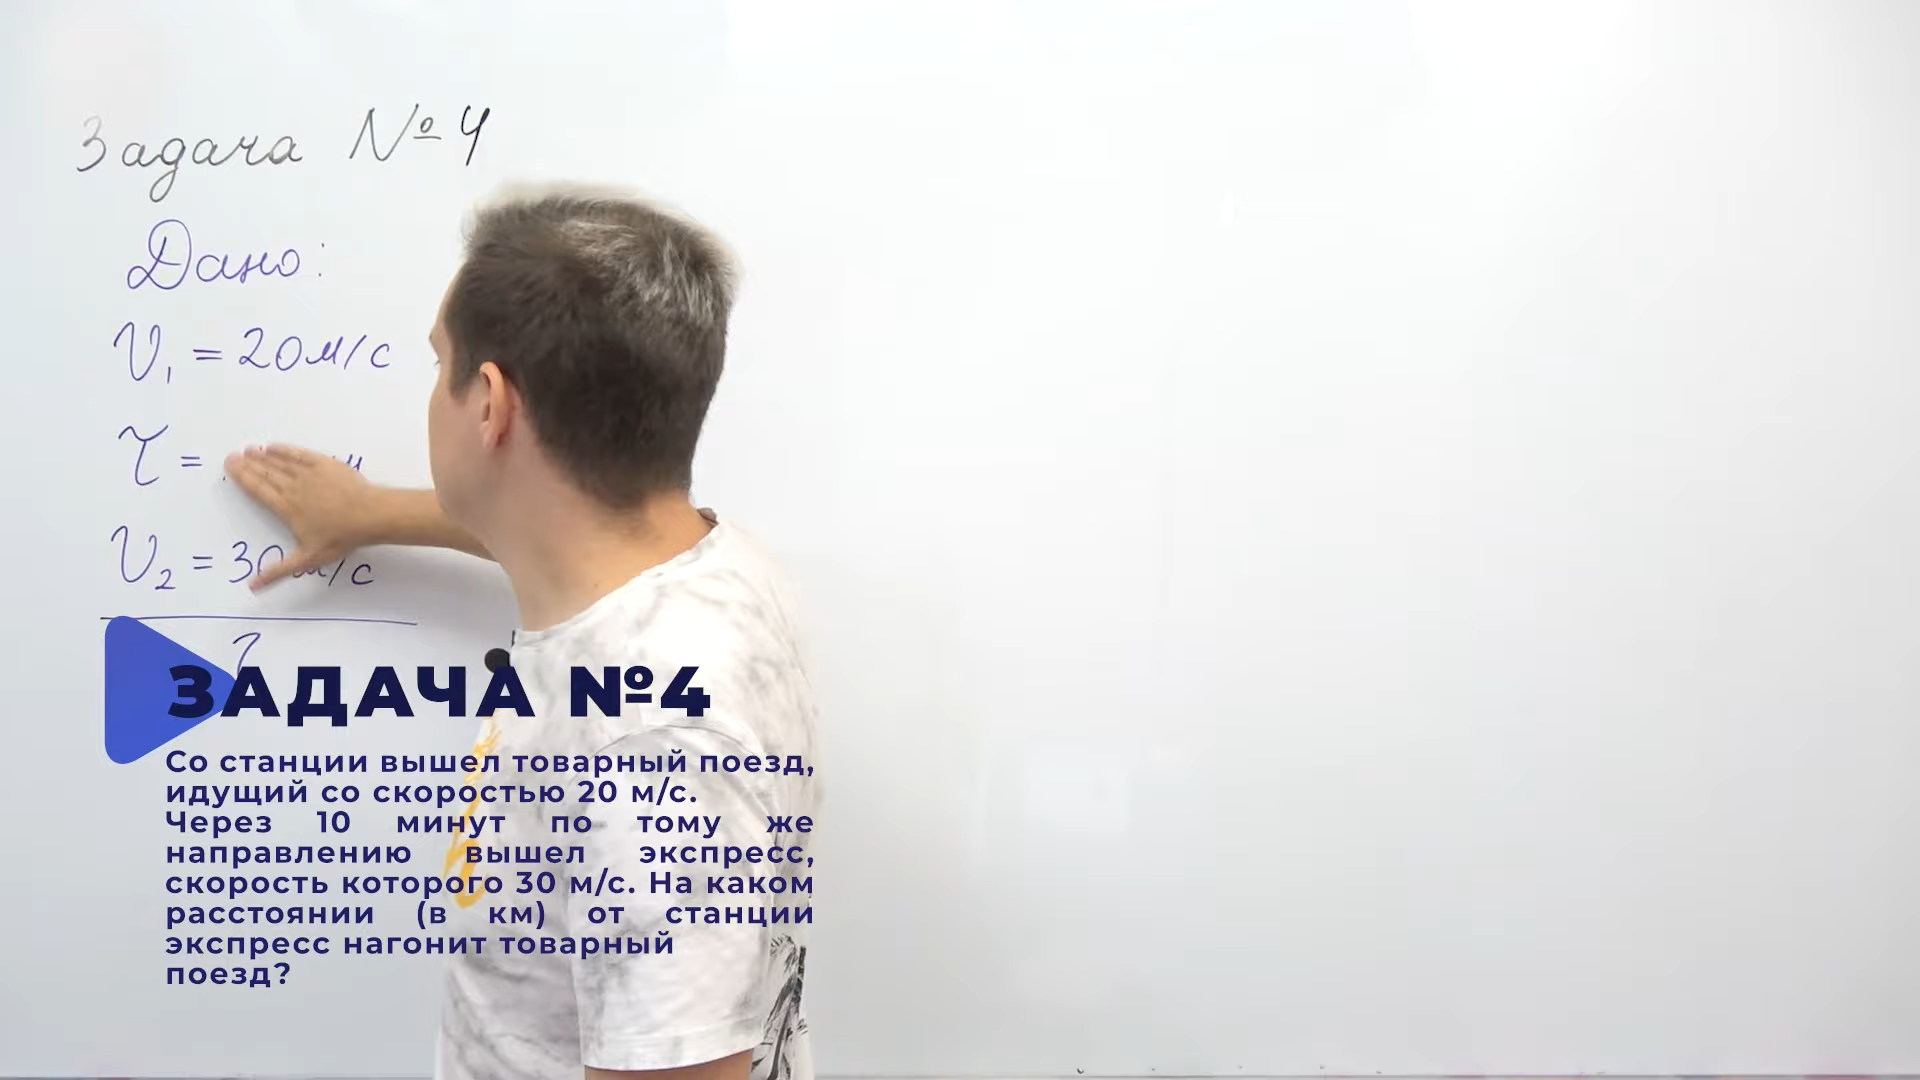 Задача № 4
Дано:
V₁ = 20м/с
τ =
V₂ = 30м/с
?
ЗАДАЧА №4
Со станции вышел товарный поезд,
идущий со скоростью 20 м/с.
Через 10 минут по тому же
направлению вышел экспресс,
скорость которого 30 м/с. На каком
расстоянии (в км) от станции
экспресс нагонит товарный
поезд?